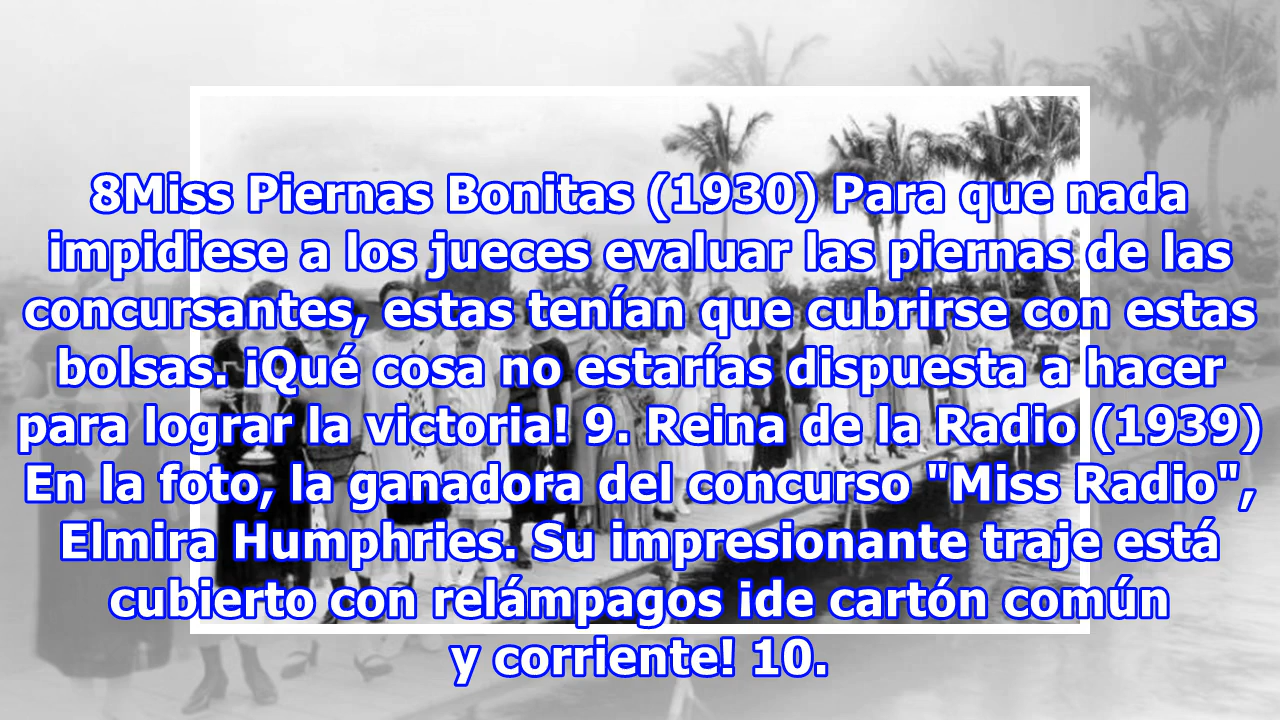 8Miss Piernas Bonitas (1930) Para que nada
impidiese a los jueces evaluar las piernas de las
concursantes, estas tenían que cubrirse con estas
bolsas. ¡Qué cosa no estarías dispuesta a hacer
para lograr la victoria! 9. Reina de la Radio (1939)
En la foto, la ganadora del concurso "Miss Radio",
Elmira Humphries. Su impresionante traje está
cubierto con relámpagos ¡de cartón común
y corriente! 10.